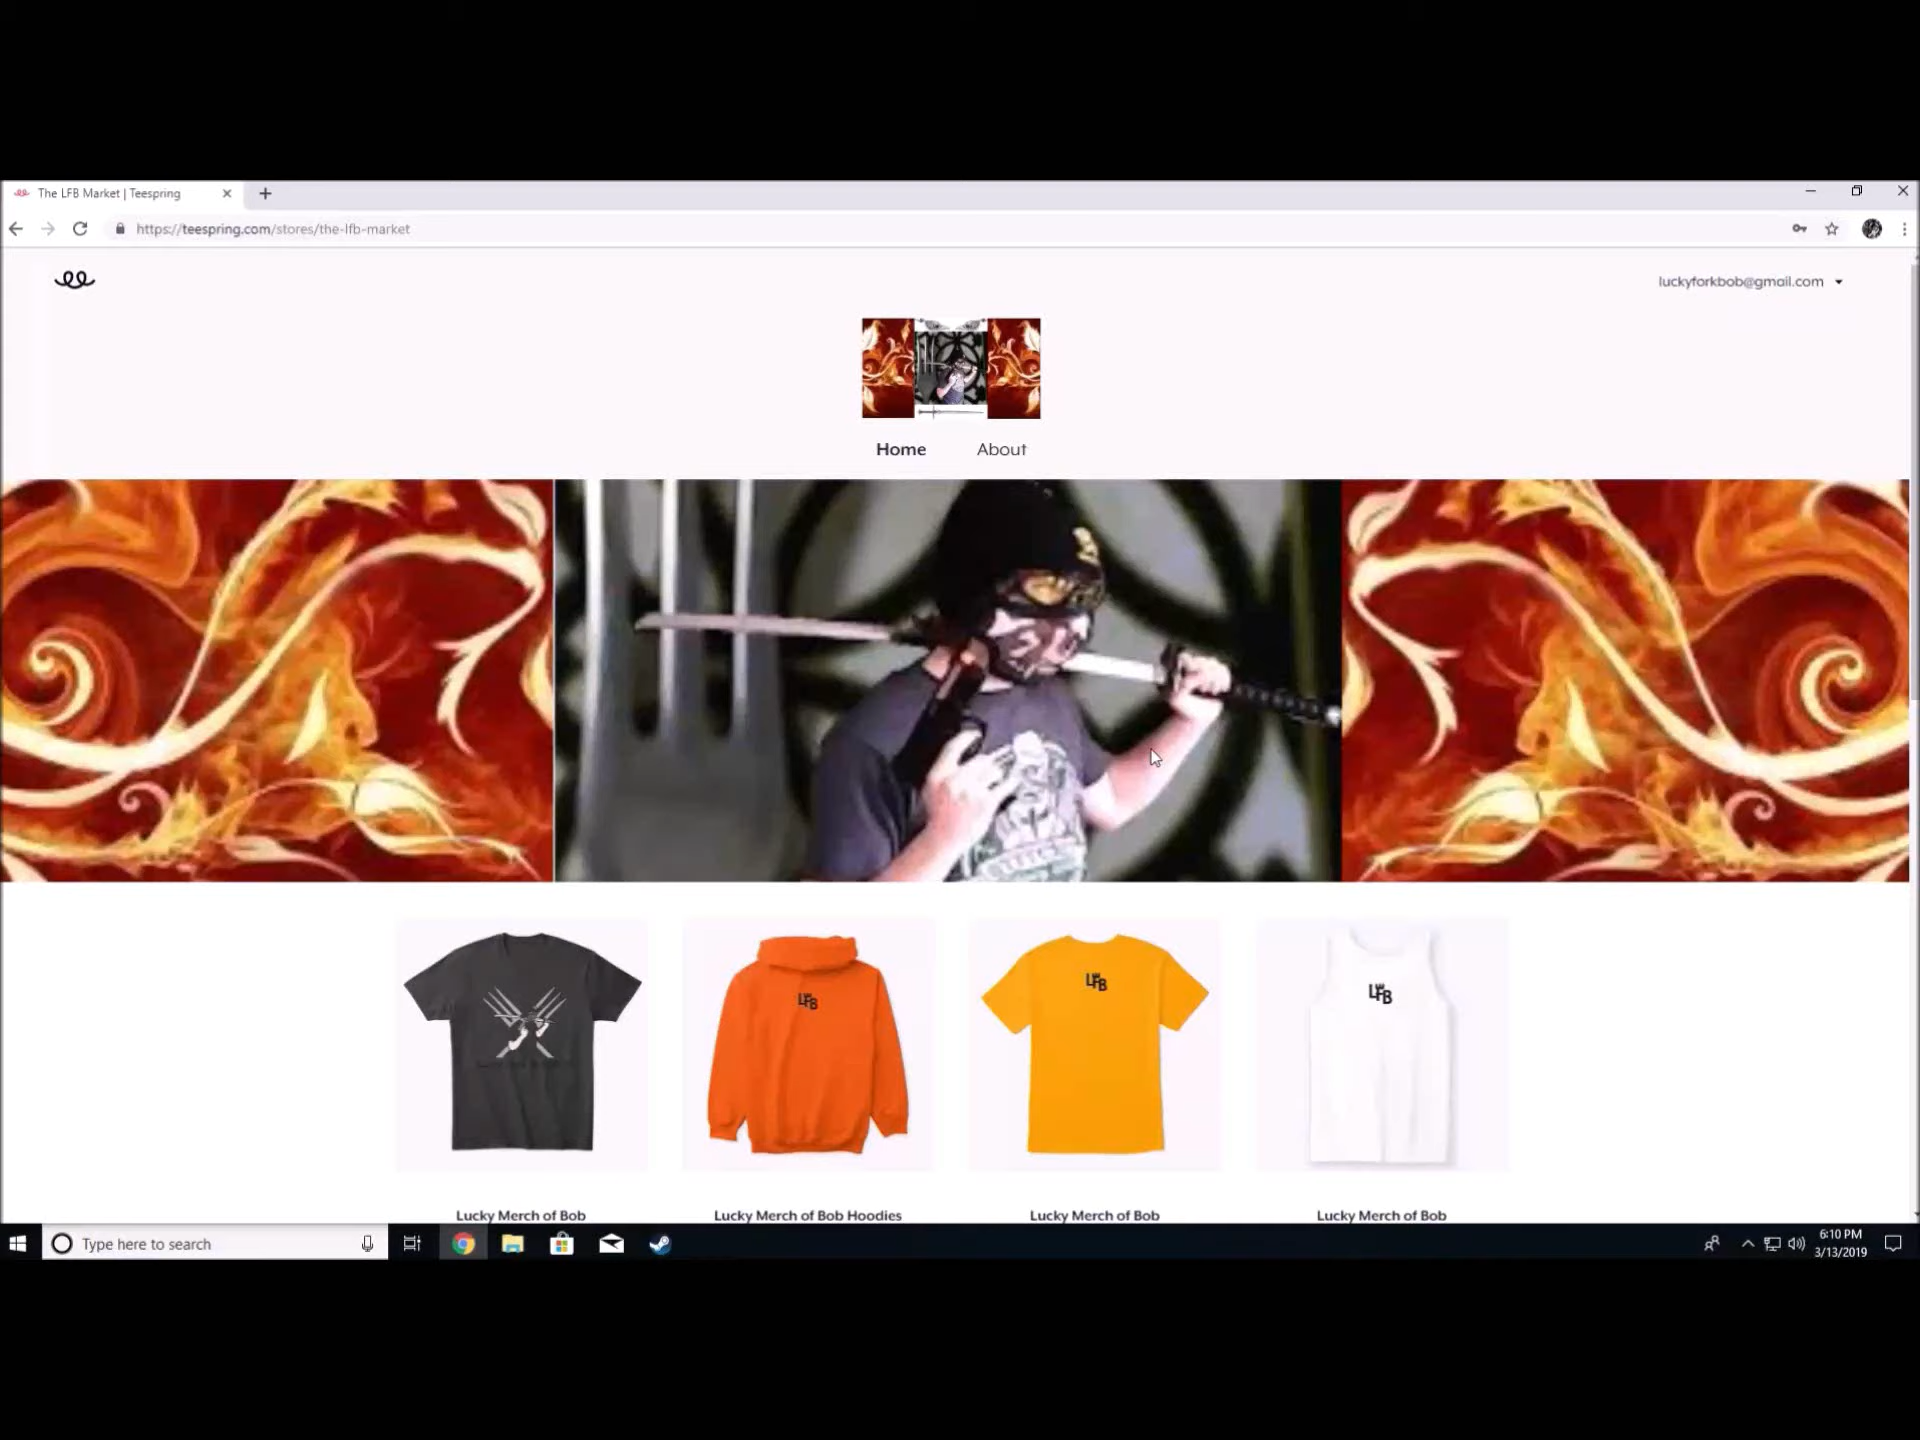 The LFB Market | Teespring
https://teespring.com/stores/the-lfb-market
luckyforkbob@gmail.com
Home About
LFB
LFB
LFB
Lucky Merch of Bob
Lucky Merch of Bob Hoodies
Lucky Merch of Bob
Lucky Merch of Bob
Type here to search
6:10 PM
3/13/2019